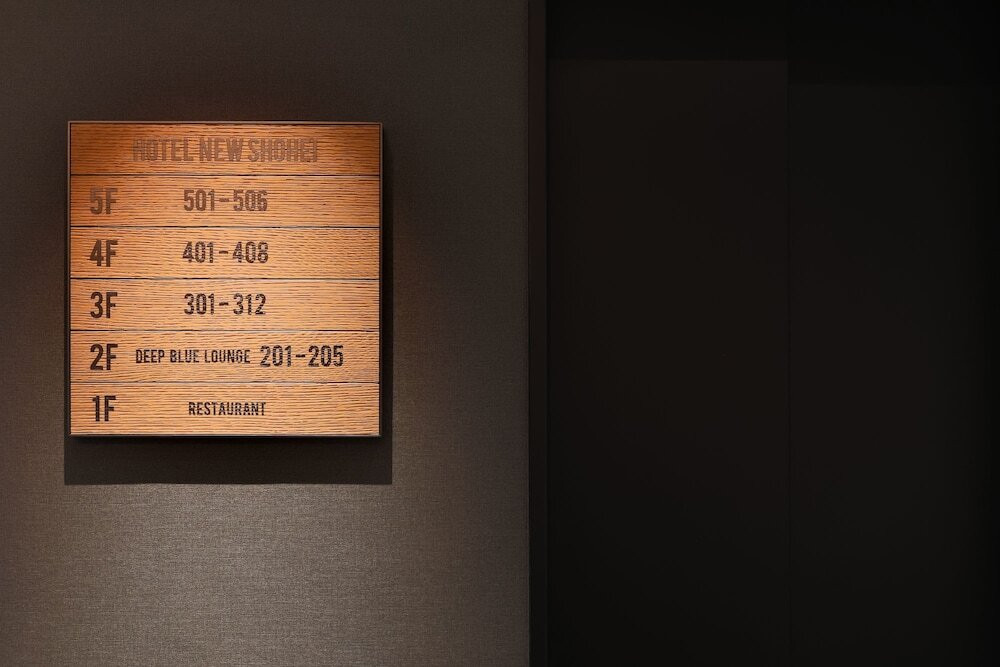 HOTEL NEW SHOHEI
5F 501-506
4F 401-408
3F 301-312
2F DEEP BLUE LOUNGE 201-205
1F RESTAURANT